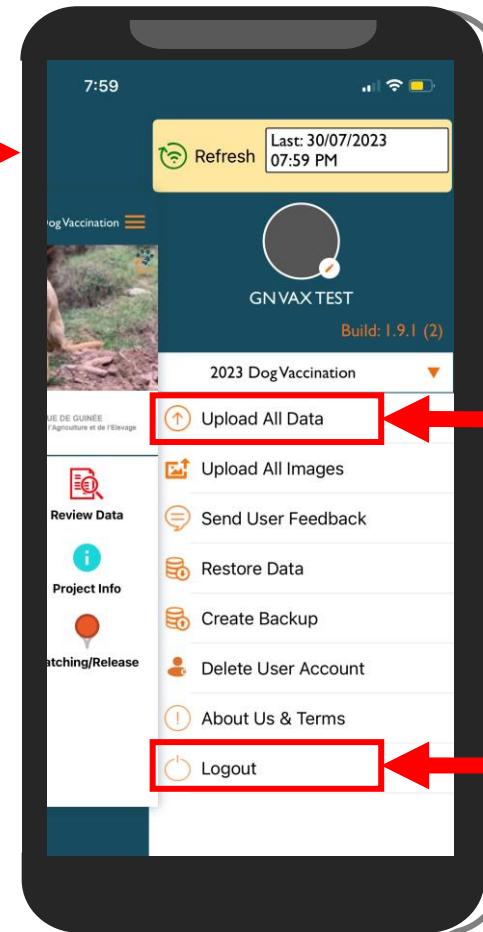 7:59
Refresh
Last: 30/07/2023
07:59 PM
og Vaccination
GN VAX TEST
Build: 1.9.1 (2)
2023 Dog Vaccination
UE DE GUINÉE
l'Agriculture et de l'Elevage
Upload All Data
Upload All Images
Review Data
Send User Feedback
Restore Data
Project Info
Create Backup
atching/Release
Delete User Account
About Us & Terms
Logout